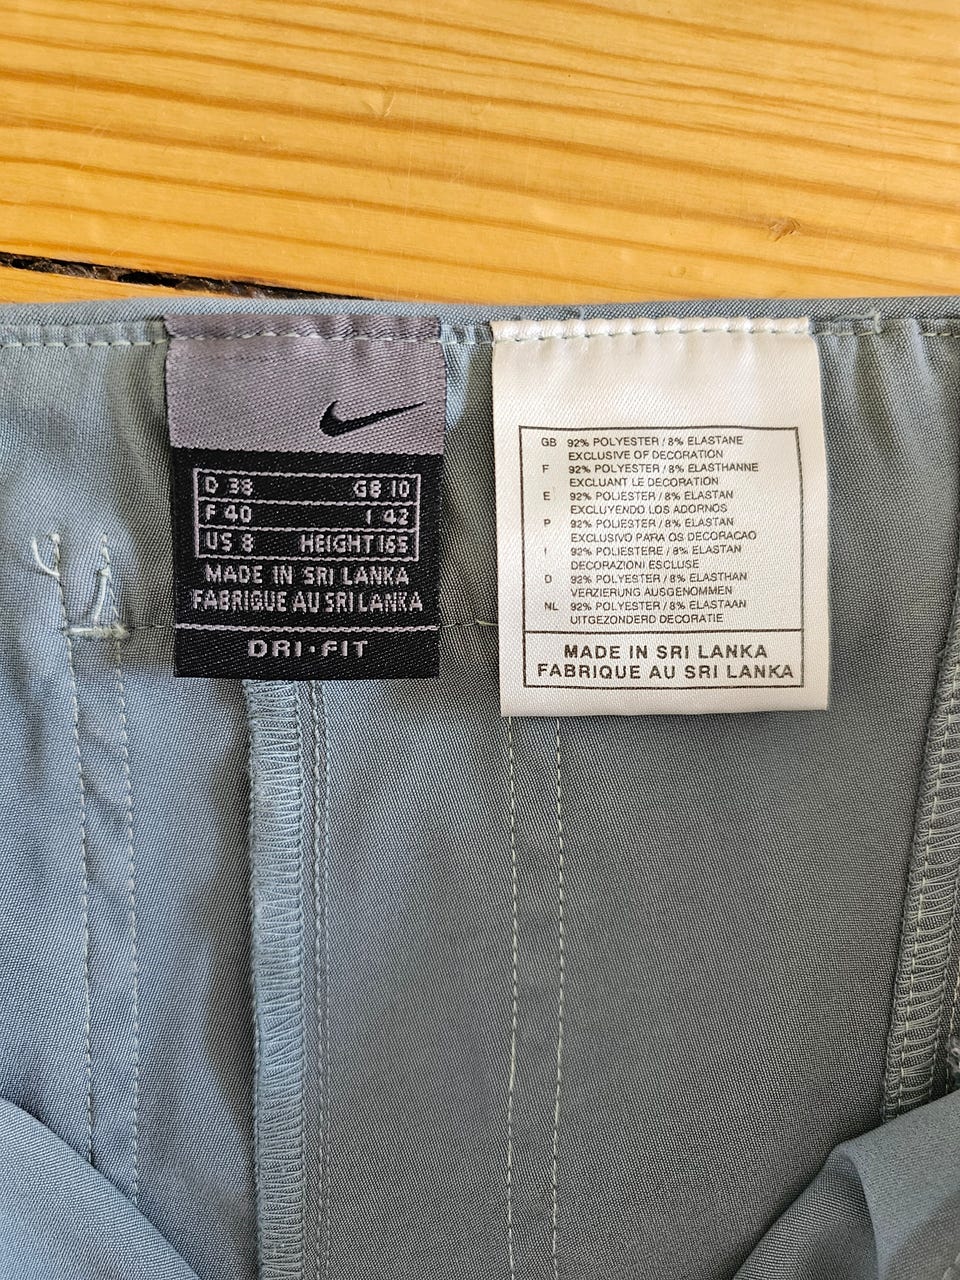 D 38 GB 10
F 40 I 42
US 8 HEIGHT 165
MADE IN SRI LANKA
FABRIQUE AU SRI LANKA
DRI·FIT
GB 92% POLYESTER / 8% ELASTANE
EXCLUSIVE OF DECORATION
F 92% POLYESTER / 8% ELASTHANNE
EXCLUANT LE DECORATION
E 92% POLIESTER / 8% ELASTAN
EXCLUYENDO LOS ADORNOS
P 92% POLIESTER / 8% ELASTAN
EXCLUSIVO PARA OS DECORACAO
I 92% POLIESTERE / 8% ELASTAN
DECORAZIONI ESCLUSE
D 92% POLYESTER / 8% ELASTHAN
VERZIERUNG AUSGENOMMEN
NL 92% POLYESTER / 8% ELASTAAN
UITGEZONDERD DECORATIE
MADE IN SRI LANKA
FABRIQUE AU SRI LANKA